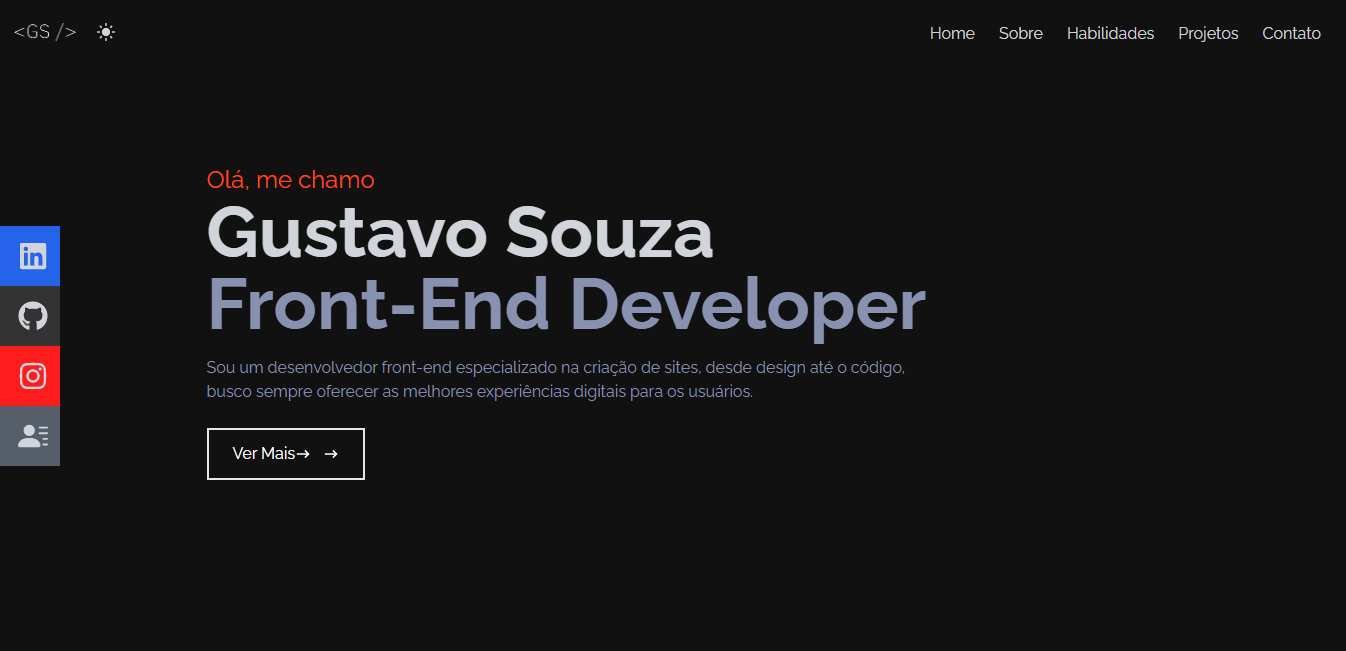 <GS />
Home Sobre Habilidades Projetos Contato
Olá, me chamo
Gustavo Souza
Front-End Developer
Sou um desenvolvedor front-end especializado na criação de sites, desde design até o código,
busco sempre oferecer as melhores experiências digitais para os usuários.
in
Ver Mais→ →